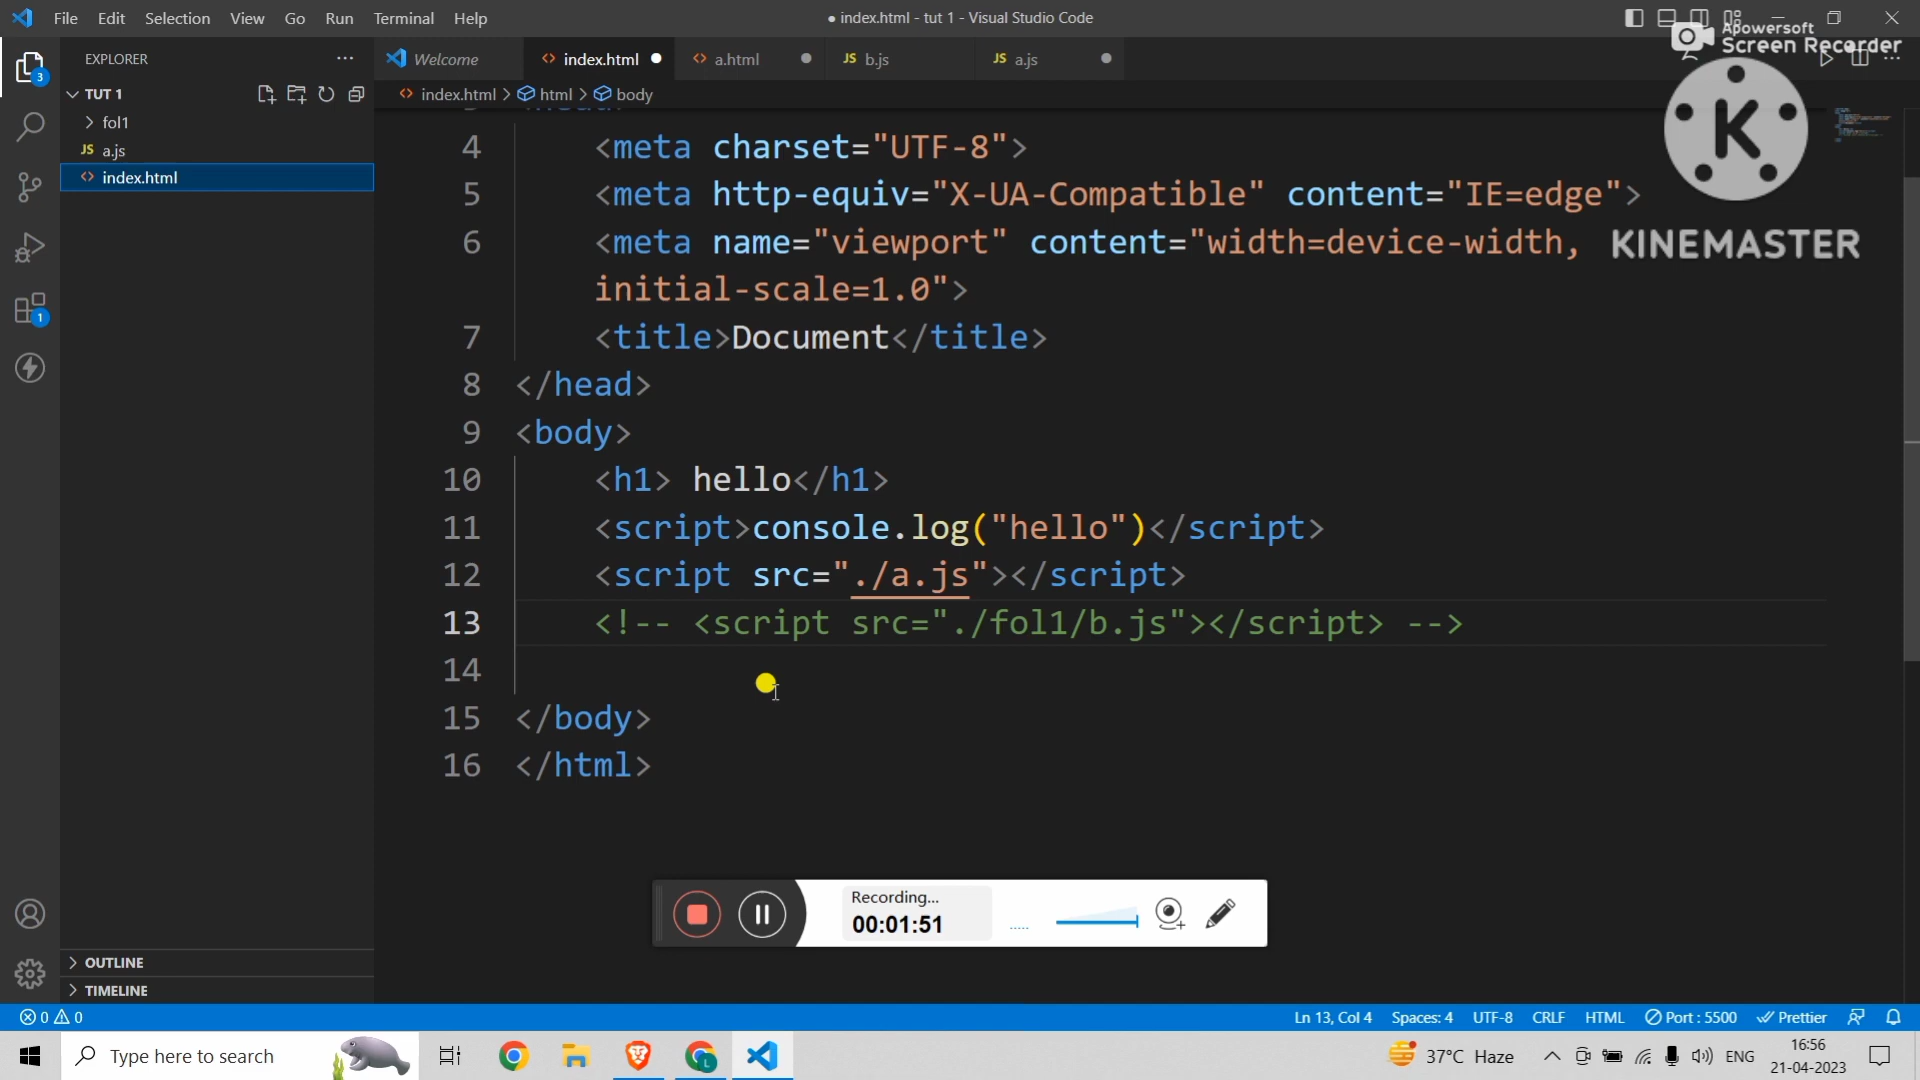 File Edit Selection View Go Run Terminal Help
● index.html - tut 1 - Visual Studio Code
Apowersoft
Screen Recorder
EXPLORER
Welcome
index.html
a.html
JS b.js
JS a.js
TUT 1
index.html > html > body
fol1
JS a.js
index.html
3
1
4 <meta charset="UTF-8">
5 <meta http-equiv="X-UA-Compatible" content="IE=edge">
6 <meta name="viewport" content="width=device-width,
initial-scale=1.0">
7 <title>Document</title>
8 </head>
9 <body>
10 <h1> hello</h1>
11 <script>console.log("hello")</script>
12 <script src="./a.js"></script>
13 <!-- <script src="./fol1/b.js"></script> -->
14
15 </body>
16 </html>
K
KINEMASTER
Recording...
00:01:51
OUTLINE
TIMELINE
0 0
Ln 13, Col 4 Spaces: 4 UTF-8 CRLF HTML Port : 5500 Prettier
Type here to search
37°C Haze
ENG
16:56
21-04-2023